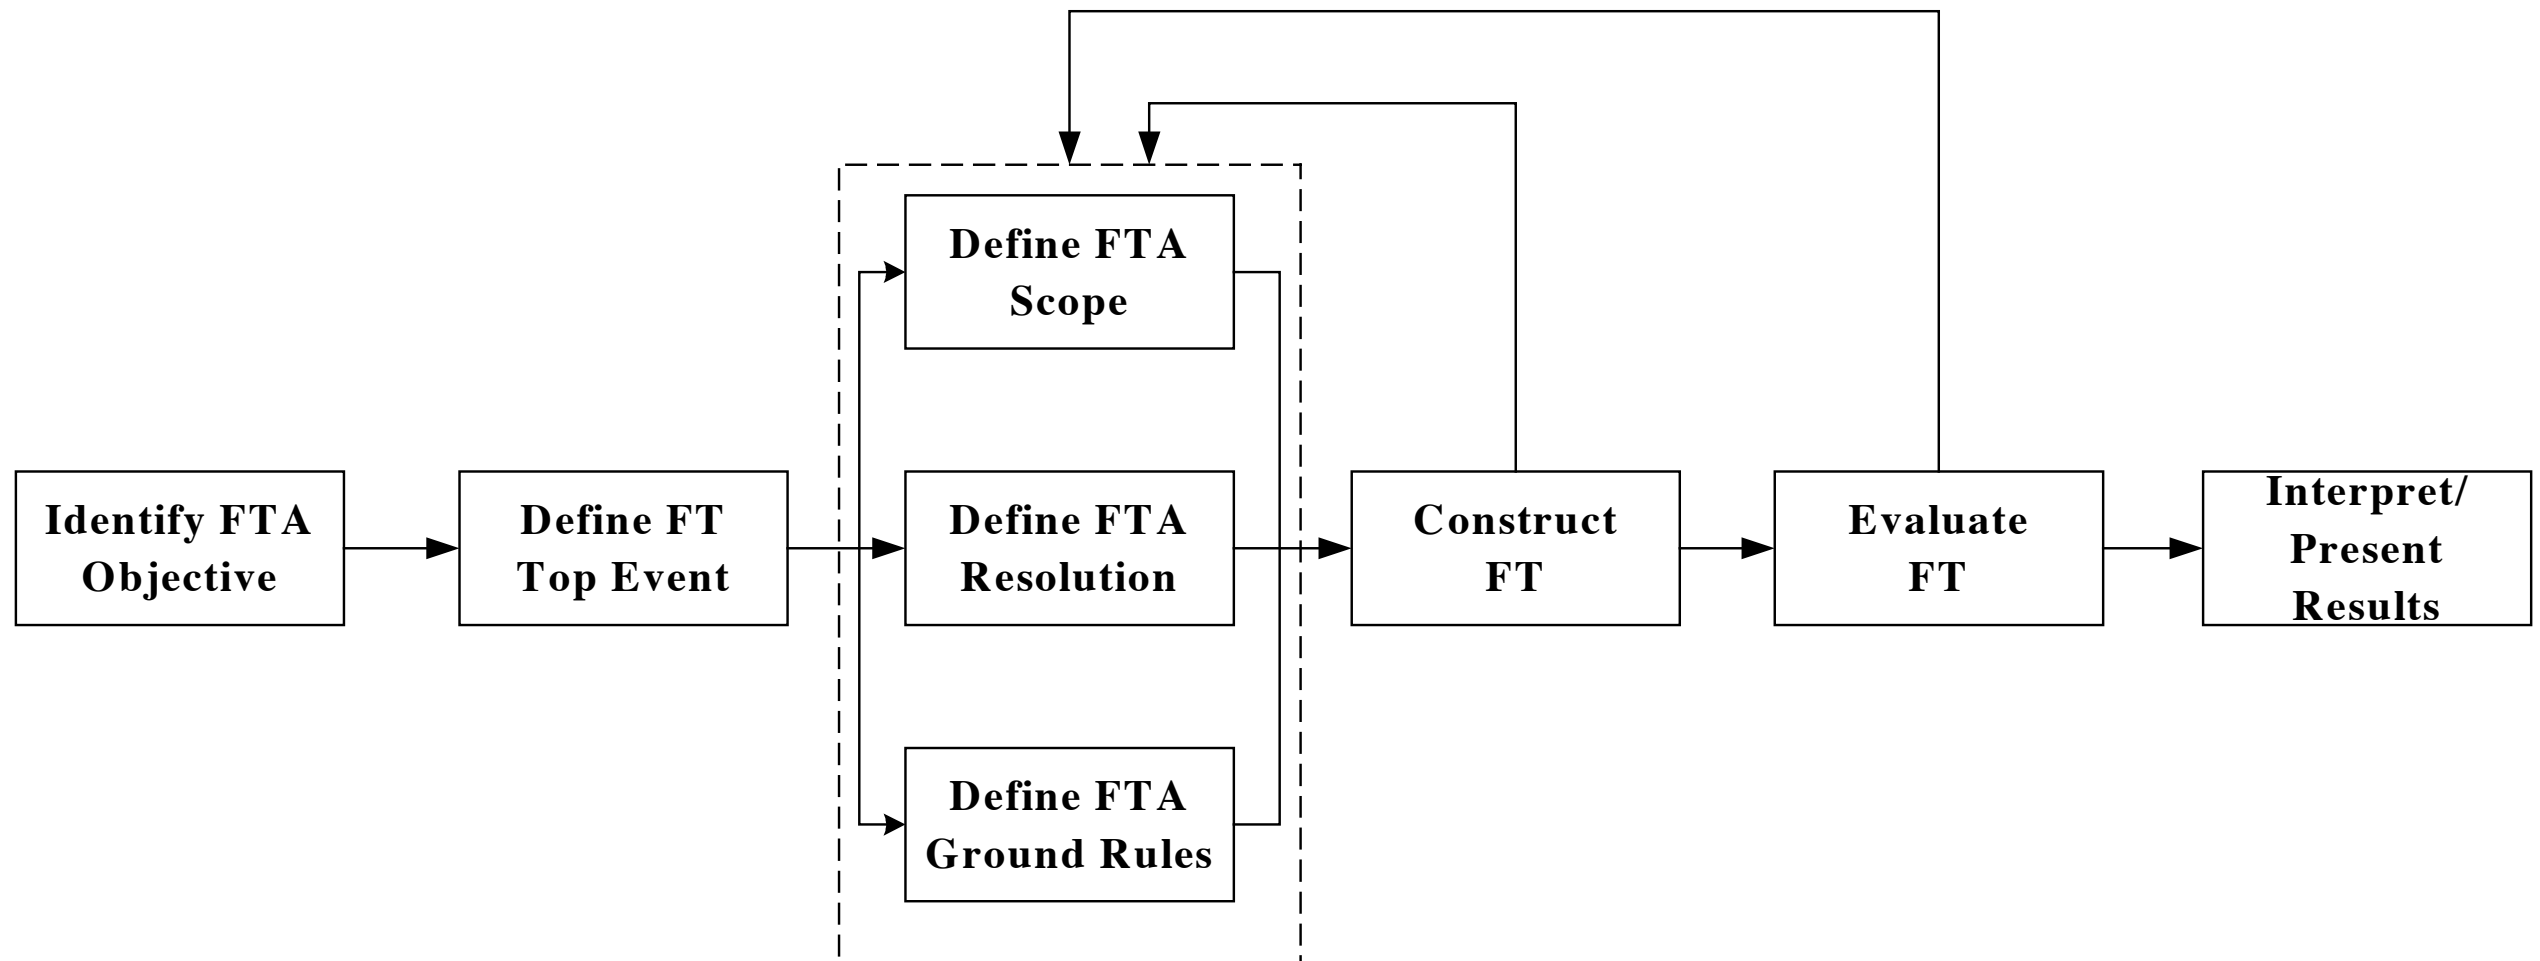 Define FTA
Scope
Identify FTA
Objective
Define FT
Top Event
Define FTA
Resolution
Construct
FT
Evaluate
FT
Interpret/
Present
Results
Define FTA
Ground Rules